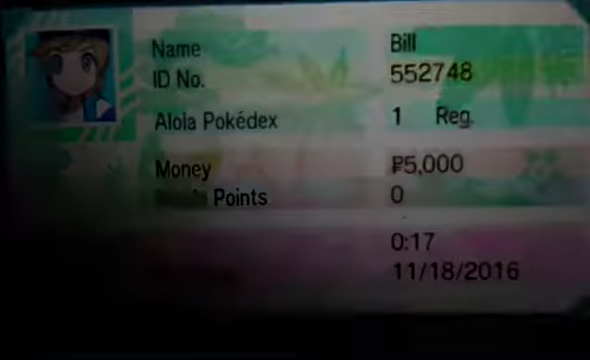 Name Bill
ID No. 552748
Alola Pokédex 1 Reg.
Money ₽5,000
Points 0
0:17
11/18/2016